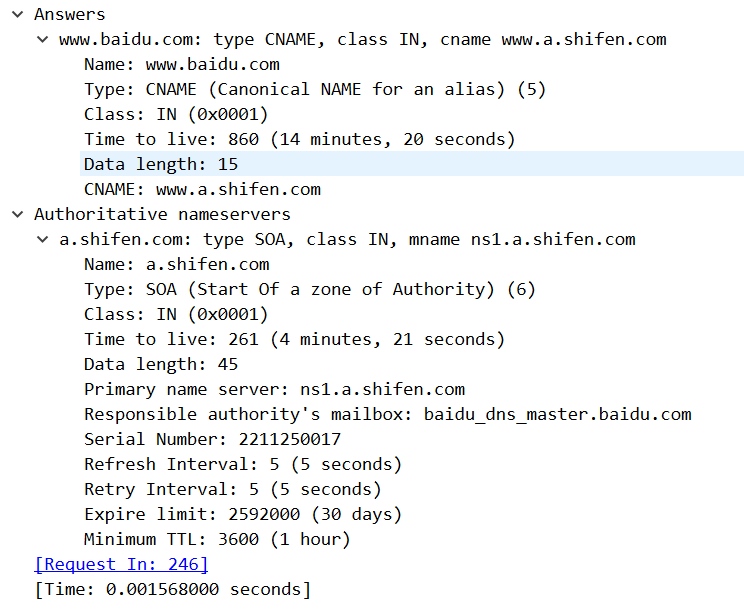 Answers
www.baidu.com: type CNAME, class IN, cname www.a.shifen.com
Name: www.baidu.com
Type: CNAME (Canonical NAME for an alias) (5)
Class: IN (0x0001)
Time to live: 860 (14 minutes, 20 seconds)
Data length: 15
CNAME: www.a.shifen.com
Authoritative nameservers
a.shifen.com: type SOA, class IN, mname ns1.a.shifen.com
Name: a.shifen.com
Type: SOA (Start Of a zone of Authority) (6)
Class: IN (0x0001)
Time to live: 261 (4 minutes, 21 seconds)
Data length: 45
Primary name server: ns1.a.shifen.com
Responsible authority's mailbox: baidu_dns_master.baidu.com
Serial Number: 2211250017
Refresh Interval: 5 (5 seconds)
Retry Interval: 5 (5 seconds)
Expire limit: 2592000 (30 days)
Minimum TTL: 3600 (1 hour)
[Request In: 246]
[Time: 0.001568000 seconds]